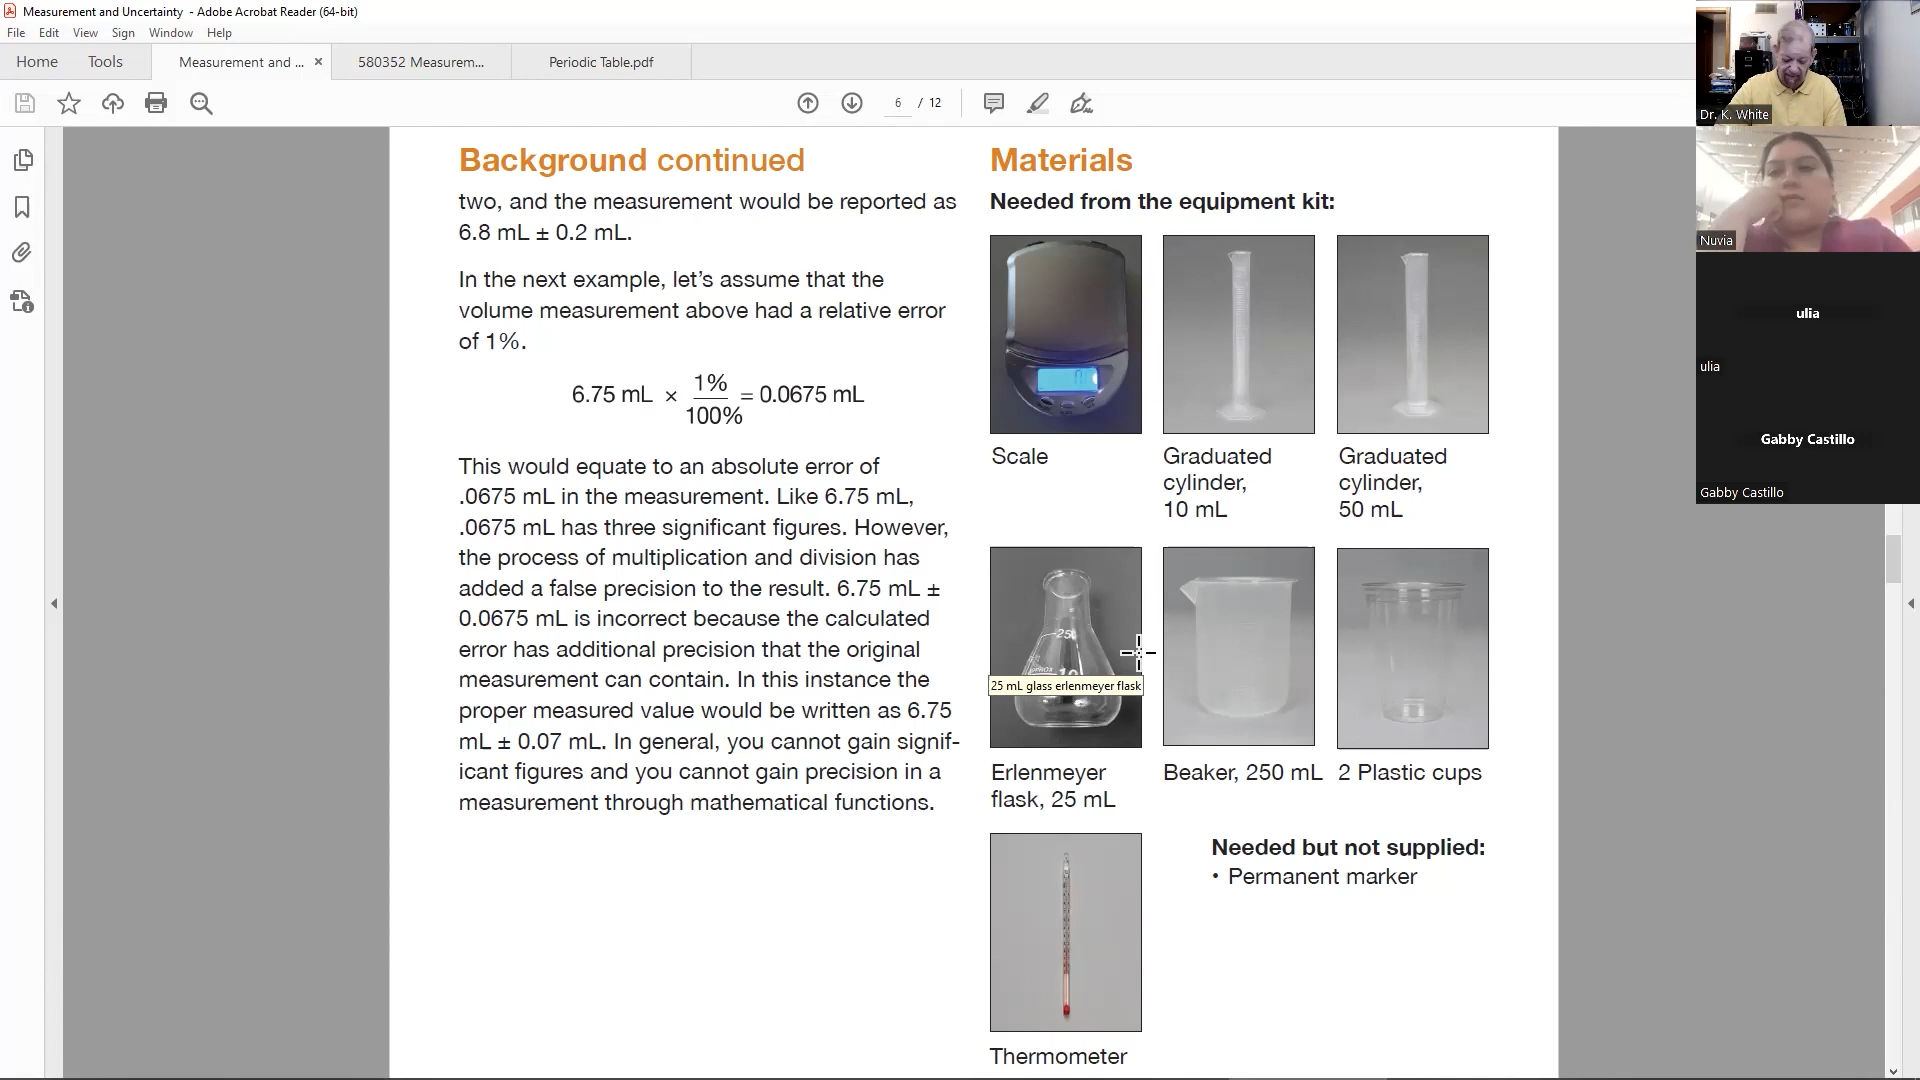 Measurement and Uncertainty - Adobe Acrobat Reader (64-bit)
File Edit View Sign Window Help
Home Tools Measurement and ... × 580352 Measurem... Periodic Table.pdf
6 / 12
Background continued
two, and the measurement would be reported as
6.8 mL ± 0.2 mL.
In the next example, let’s assume that the
volume measurement above had a relative error
of 1%.
6.75 mL × 1% / 100% = 0.0675 mL
This would equate to an absolute error of
.0675 mL in the measurement. Like 6.75 mL,
.0675 mL has three significant figures. However,
the process of multiplication and division has
added a false precision to the result. 6.75 mL ±
0.0675 mL is incorrect because the calculated
error has additional precision that the original
measurement can contain. In this instance the
proper measured value would be written as 6.75
mL ± 0.07 mL. In general, you cannot gain signif-
icant figures and you cannot gain precision in a
measurement through mathematical functions.
Materials
Needed from the equipment kit:
Scale
Graduated
cylinder,
10 mL
Graduated
cylinder,
50 mL
25
25 mL glass erlenmeyer flask
Erlenmeyer
flask, 25 mL
Beaker, 250 mL
2 Plastic cups
Thermometer
Needed but not supplied:
• Permanent marker
Dr. K. White
Nuvia
ulia
ulia
Gabby Castillo
Gabby Castillo